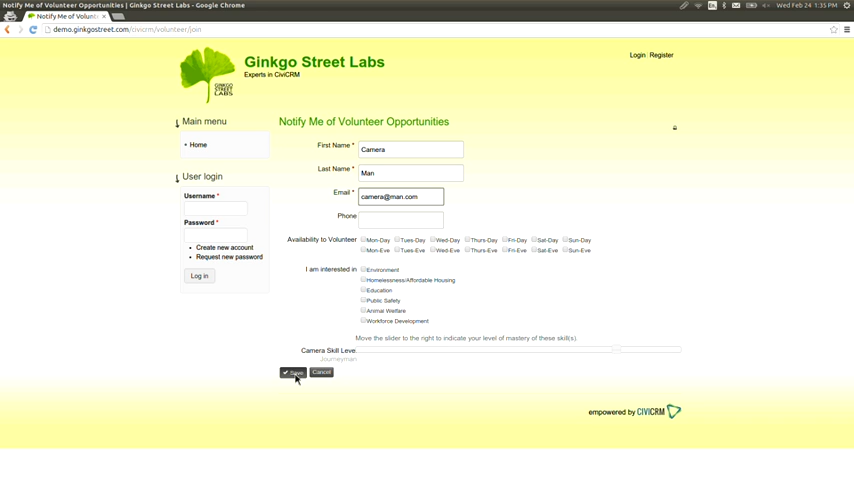 Notify Me of Volunteer Opportunities | Ginkgo Street Labs - Google Chrome
En
Wed Feb 24 1:35 PM
Notify Me of Volunt
demo.ginkgostreet.com/civicrm/volunteer/join
GINKGO
STREET
LABS
Ginkgo Street Labs
Experts in CiviCRM
Login Register
Main menu
Home
User login
Username *
Password *
Create new account
Request new password
Log in
Notify Me of Volunteer Opportunities
First Name * Camera
Last Name * Man
Email * camera@man.com
Phone
Availability to Volunteer Mon-Day Tues-Day Wed-Day Thurs-Day Fri-Day Sat-Day Sun-Day
Mon-Eve Tues-Eve Wed-Eve Thurs-Eve Fri-Eve Sat-Eve Sun-Eve
I am interested in Environment
Homelessness/Affordable Housing
Education
Public Safety
Animal Welfare
Workforce Development
Move the slider to the right to indicate your level of mastery of these skill(s).
Camera Skill Leve
Journeyman
Save Cancel
empowered by CIVICRM